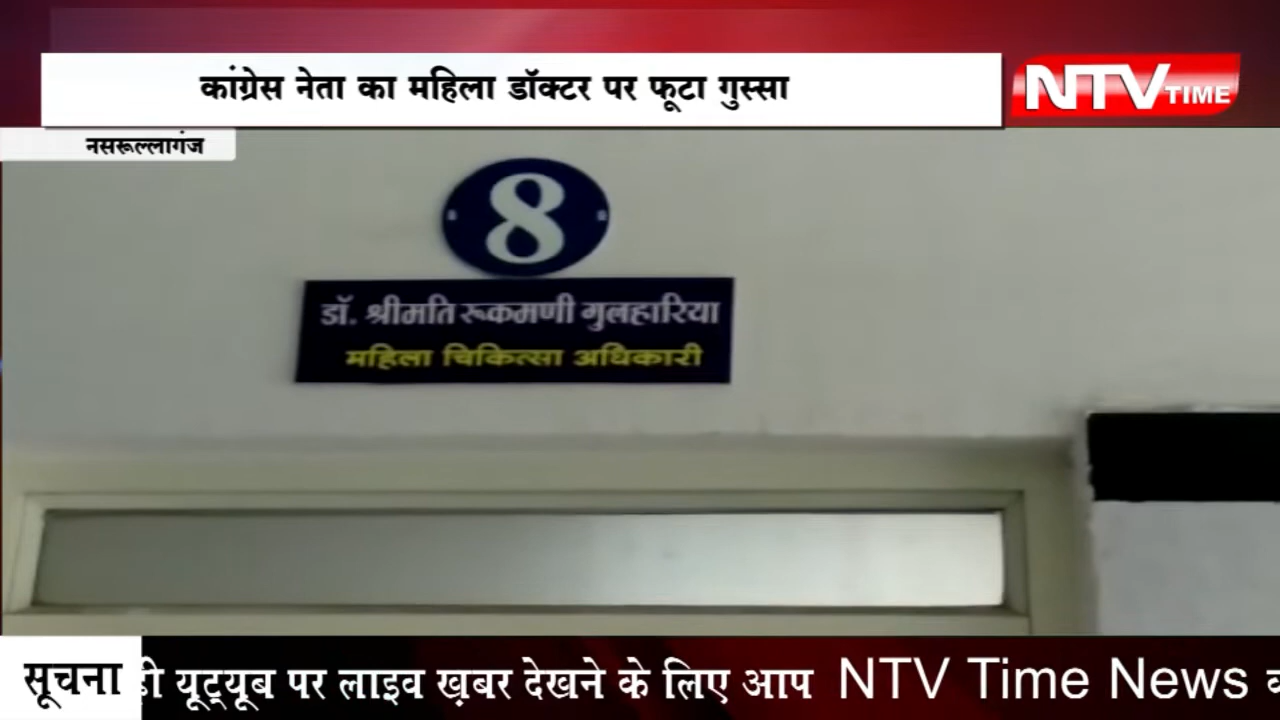 कांग्रेस नेता का महिला डॉक्टर पर फूटा गुस्सा
NTV TIME
नसरूल्लागंज
8
डॉ. श्रीमति रूकमणी गुलहारिया
महिला चिकित्सा अधिकारी
सूचना
यूट्यूब पर लाइव ख़बर देखने के लिए आप NTV Time News